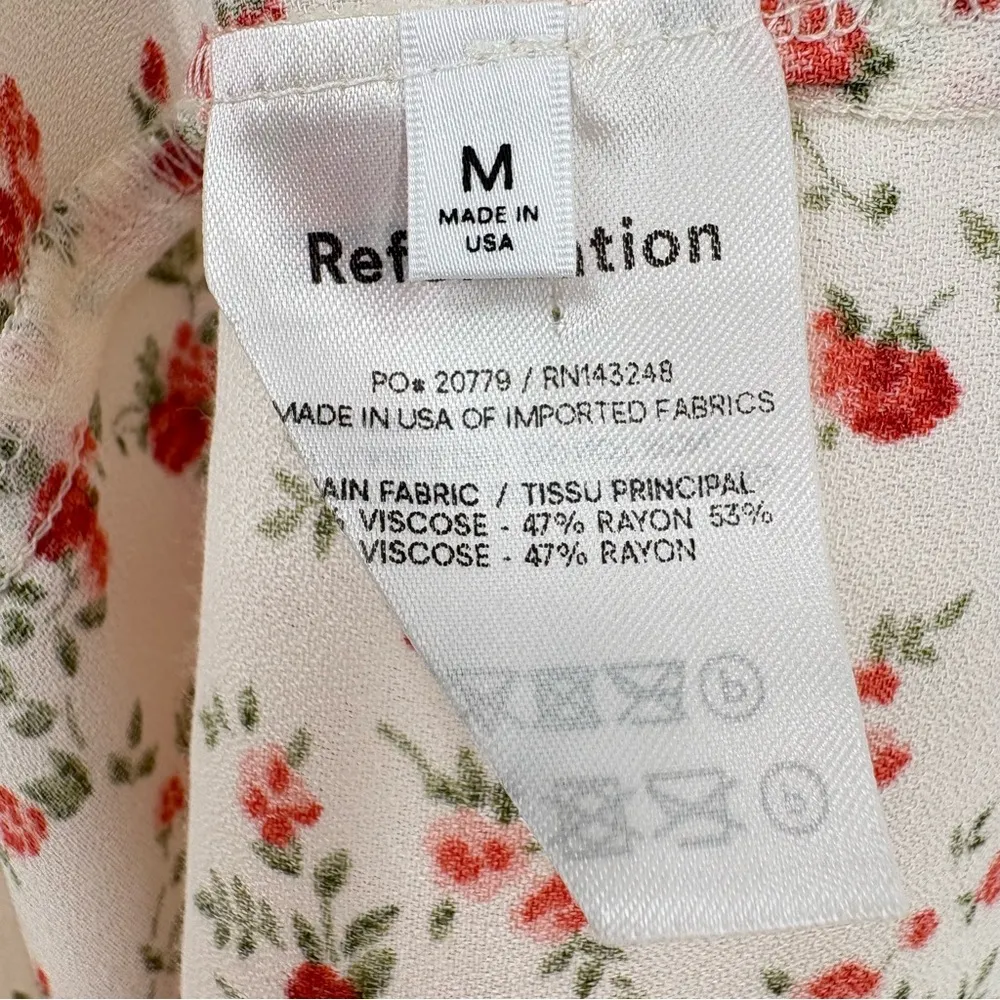 M
MADE IN
USA
Ref tion
PO# 20779 / RN143248
MADE IN USA OF IMPORTED FABRICS
AIN FABRIC / TISSU PRINCIPAL
% VISCOSE - 47% RAYON 53%
VISCOSE - 47% RAYON